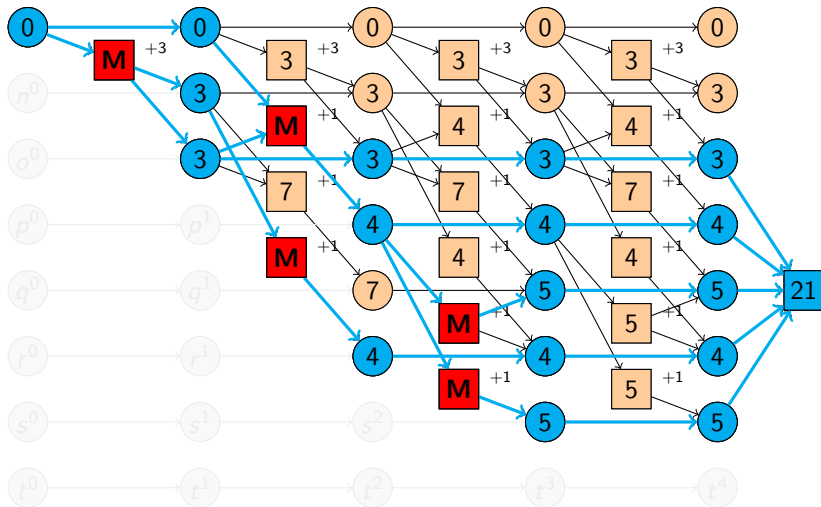 0 0 0 0 0
M +3 3 +3 3 +3 3 +3
n⁰ 3 3 3 3
M +1 4 +1 4 +1
o⁰ 3 3 3 3
7 +1 7 +1 7 +1
p⁰ p¹ 4 4 4
M +1 4 +1 4 +1
q⁰ q¹ 7 5 5 21
M +1 5 +1
r⁰ r¹ 4 4 4
M +1 5 +1
s⁰ s¹ s² 5 5
t⁰ t¹ t² t³ t⁴